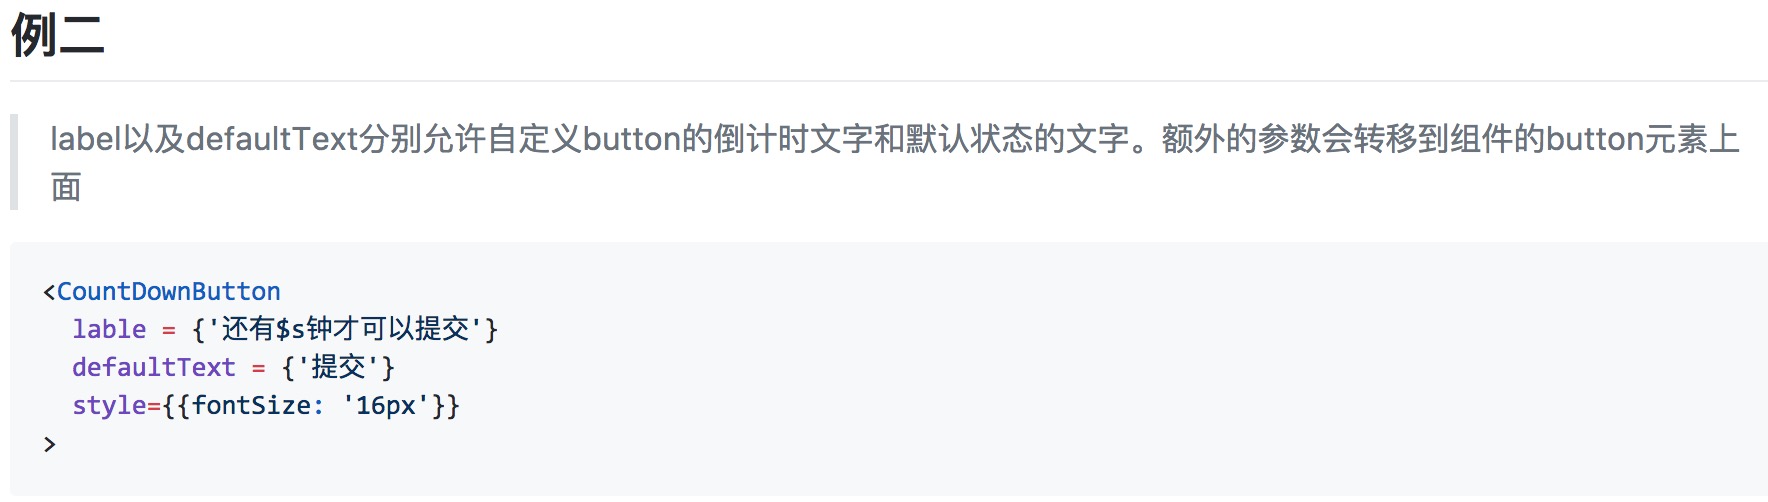 例二
label以及defaultText分别允许自定义button的倒计时文字和默认状态的文字。额外的参数会转移到组件的button元素上
面
<CountDownButton
  lable = {'还有$s钟才可以提交'}
  defaultText = {'提交'}
  style={{fontSize: '16px'}}
>